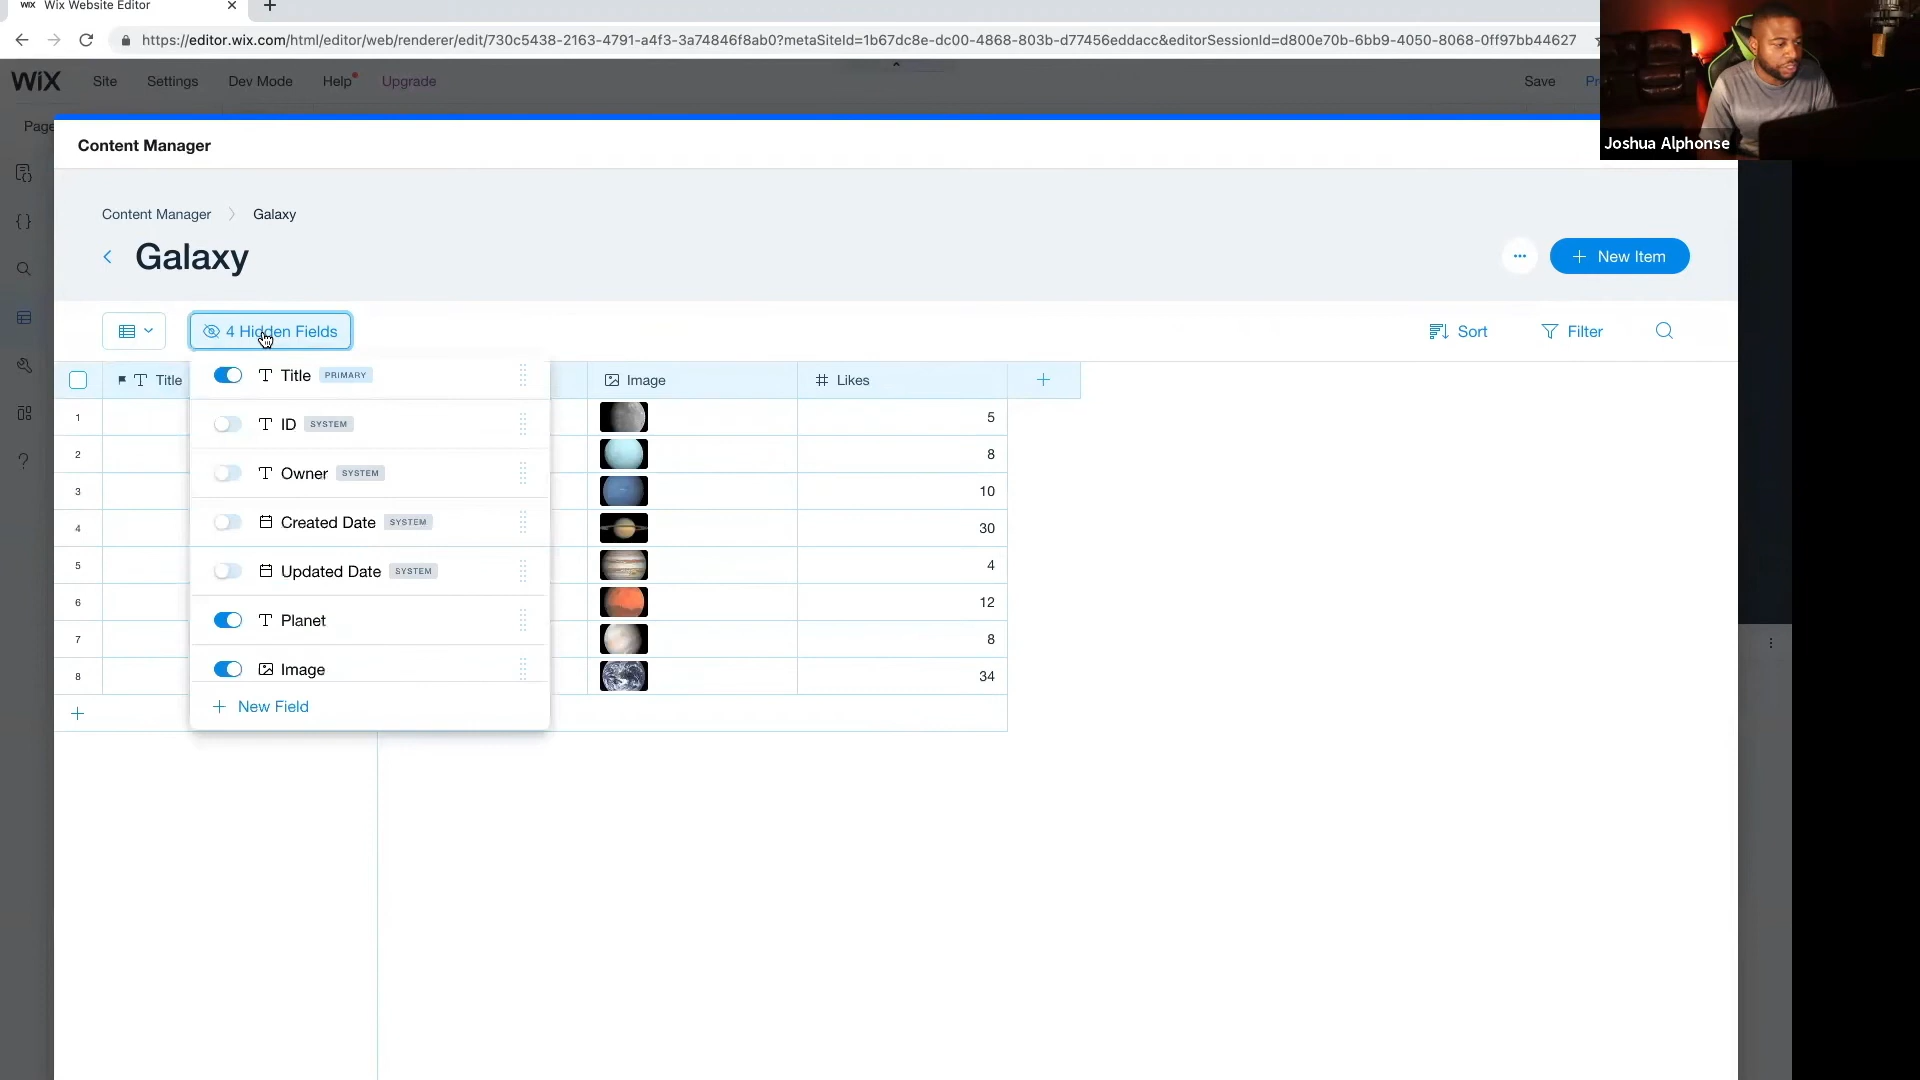 WiX Wix Website Editor
https://editor.wix.com/html/editor/web/renderer/edit/730c5438-2163-4791-a4f3-3a74846f8ab0?metaSiteId=1b67dc8e-dc00-4868-803b-d77456eddacc&editorSessionId=d800e70b-6bb9-4050-8068-0ff97bb44627
WiX Site Settings Dev Mode Help Upgrade Save
Joshua Alphonse
Content Manager
Content Manager Galaxy
Galaxy
New Item
4 Hidden Fields
Sort Filter
Title Image Likes
Title PRIMARY
ID SYSTEM
Owner SYSTEM
Created Date SYSTEM
Updated Date SYSTEM
Planet
Image
New Field
1 5
2 8
3 10
4 30
5 4
6 12
7 8
8 34